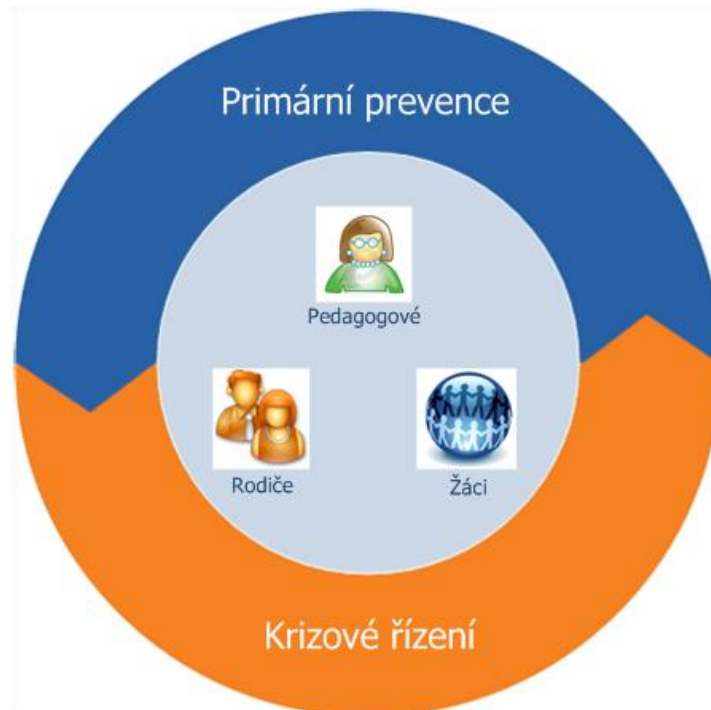 Primární prevence
Pedagogové
Rodiče
Žáci
Krizové řízení